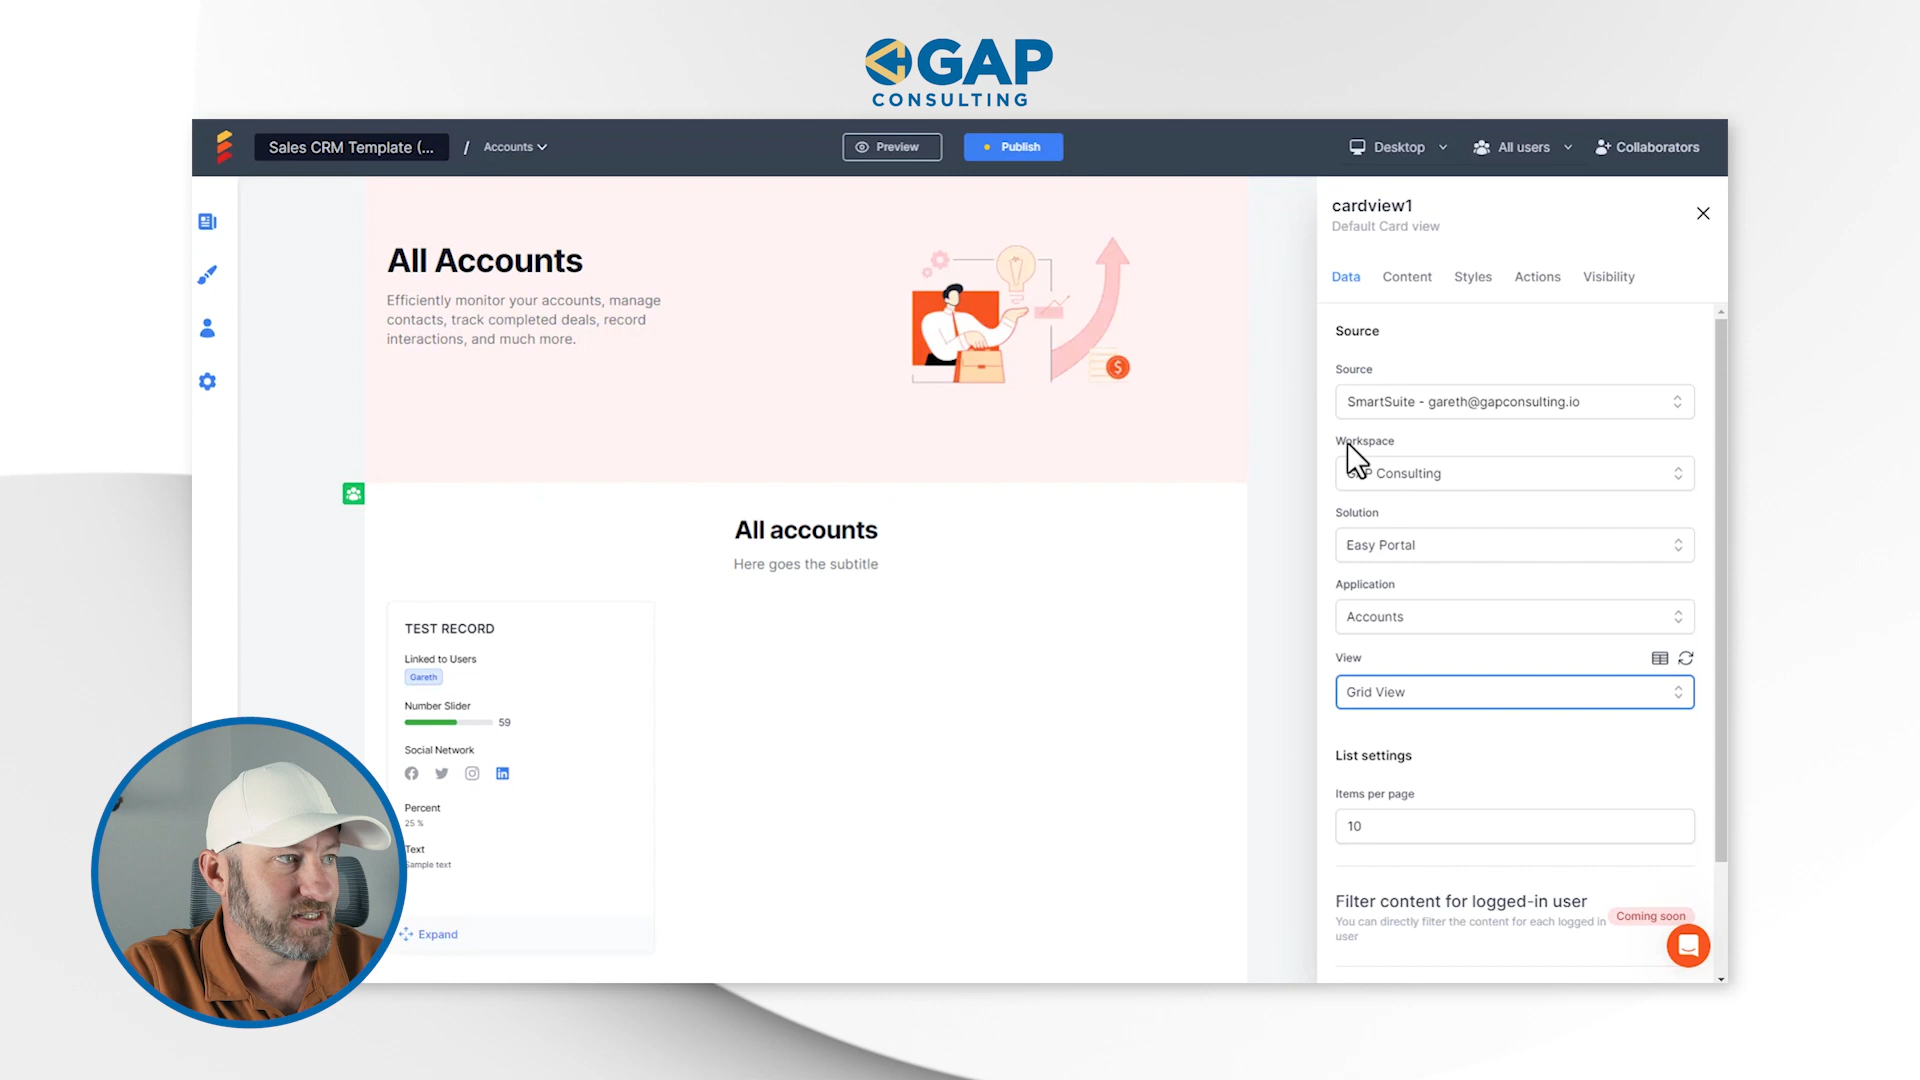 GAP
CONSULTING
Sales CRM Template (...
/
Accounts
Preview
Publish
Desktop
All users
Collaborators
All Accounts
Efficiently monitor your accounts, manage
contacts, track completed deals, record
interactions, and much more.
$
All accounts
Here goes the subtitle
TEST RECORD
Linked to Users
Gareth
Number Slider
59
Social Network
Percent
25 %
Text
Sample text
Expand
cardview1
Default Card view
Data
Content
Styles
Actions
Visibility
Source
Source
SmartSuite - gareth@gapconsulting.io
Workspace
GAP Consulting
Solution
Easy Portal
Application
Accounts
View
Grid View
List settings
Items per page
10
Filter content for logged-in user
You can directly filter the content for each logged in
user
Coming soon